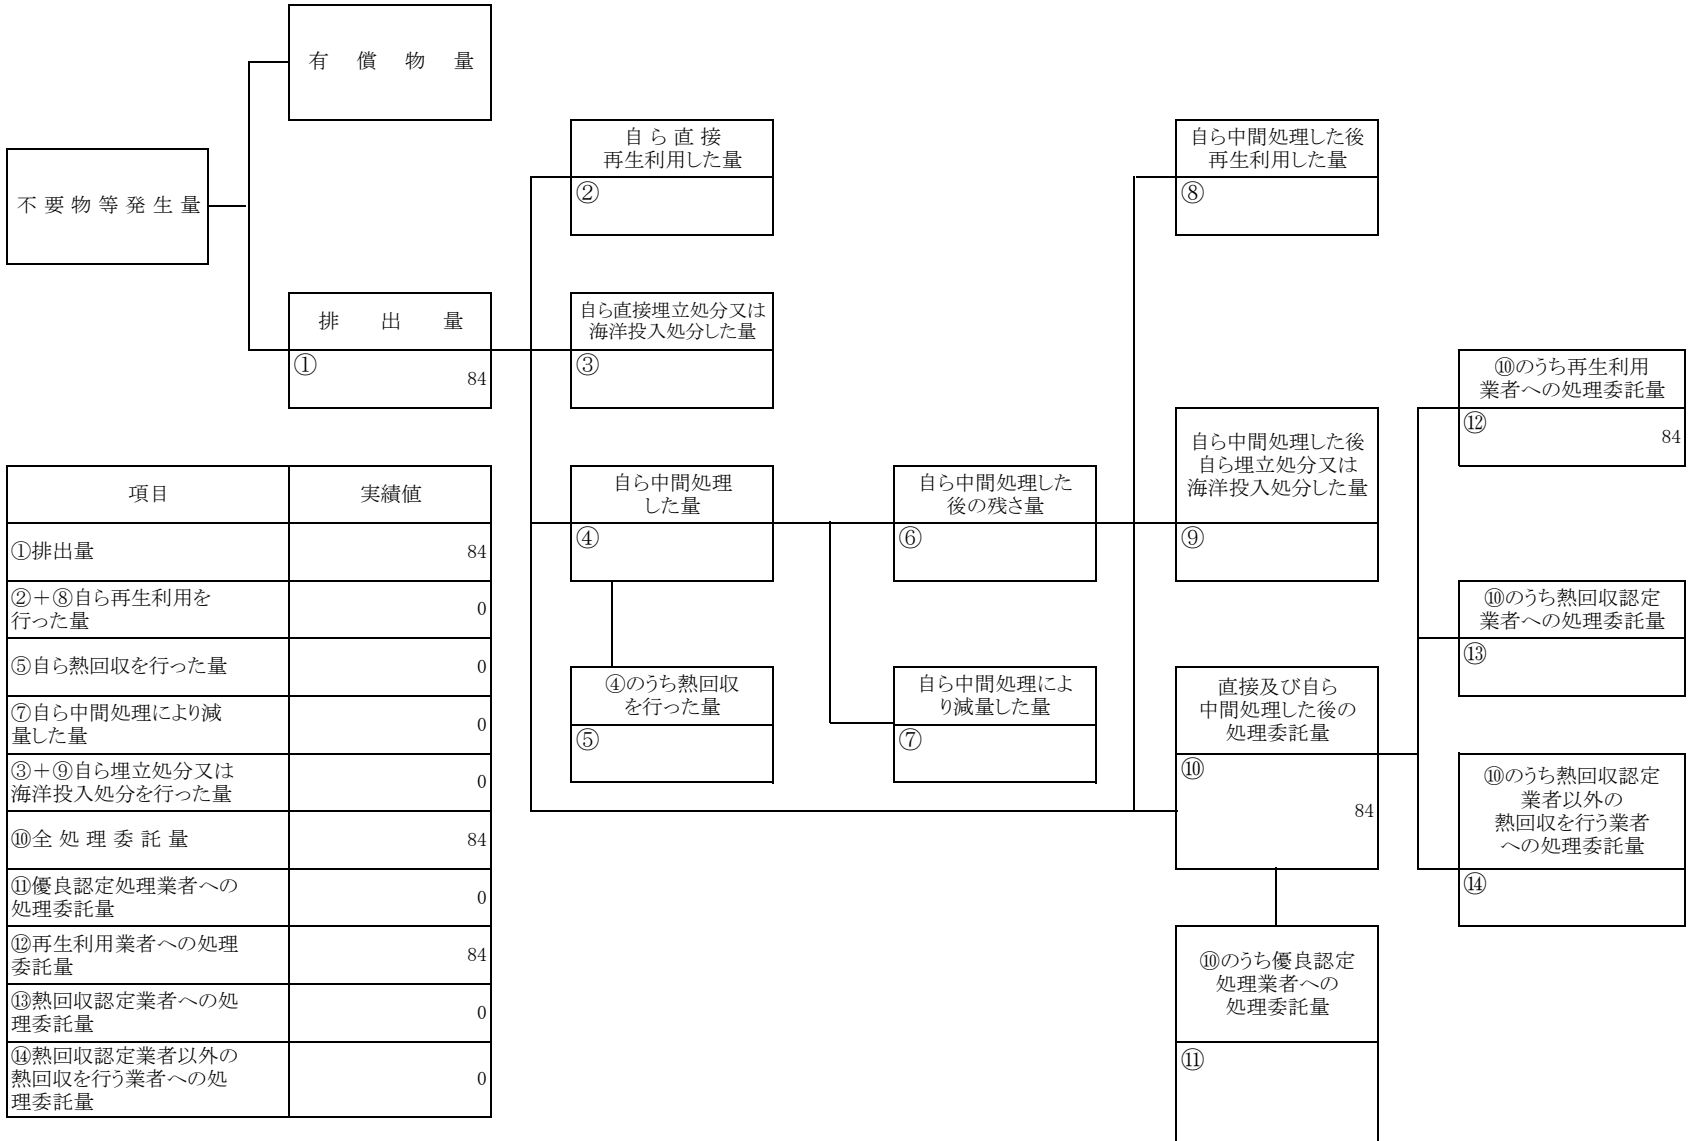 有償物量
不要物等発生量
排出量
①
84
自ら直接
再生利用した量
②
自ら直接埋立処分又は
海洋投入処分した量
③
自ら中間処理
した量
④
④のうち熱回収
を行った量
⑤
自ら中間処理した
後の残さ量
⑥
自ら中間処理によ
り減量した量
⑦
自ら中間処理した後
再生利用した量
⑧
自ら中間処理した後
自ら埋立処分又は
海洋投入処分した量
⑨
直接及び自ら
中間処理した後の
処理委託量
⑩
84
⑩のうち優良認定
処理業者への
処理委託量
⑪
⑩のうち再生利用
業者への処理委託量
⑫
84
⑩のうち熱回収認定
業者への処理委託量
⑬
⑩のうち熱回収認定
業者以外の
熱回収を行う業者
への処理委託量
⑭
項目 実績値
①排出量 84
②＋⑧自ら再生利用を
行った量 0
⑤自ら熱回収を行った量 0
⑦自ら中間処理により減
量した量 0
③＋⑨自ら埋立処分又は
海洋投入処分を行った量 0
⑩全処理委託量 84
⑪優良認定処理業者への
処理委託量 0
⑫再生利用業者への処理
委託量 84
⑬熱回収認定業者への処
理委託量 0
⑭熱回収認定業者以外の
熱回収を行う業者への処
理委託量 0